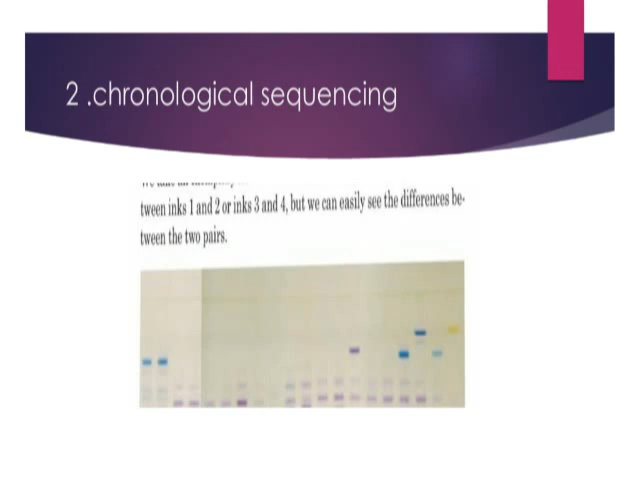 2 .chronological sequencing
tween inks 1 and 2 or inks 3 and 4, but we can easily see the differences be-
tween the two pairs.